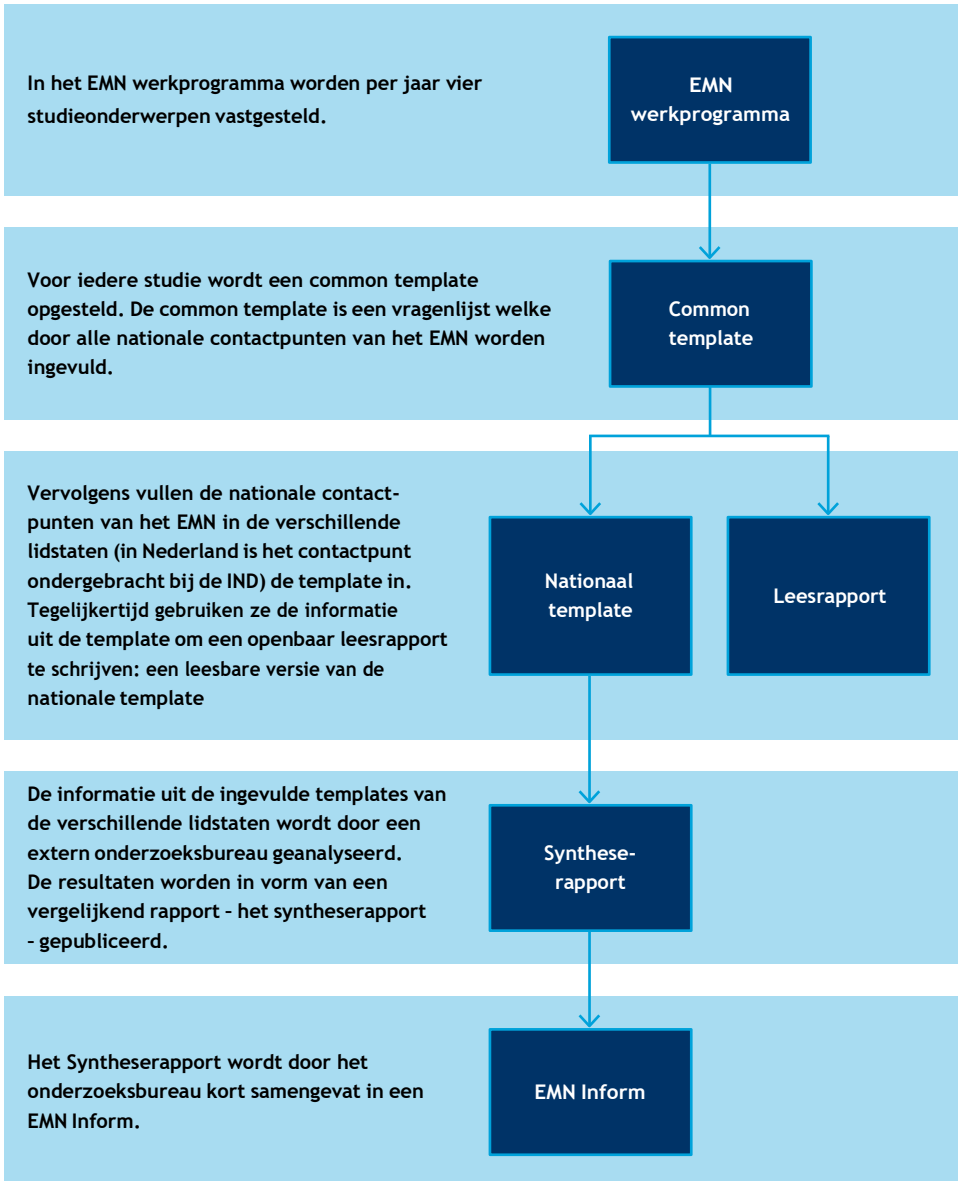 In het EMN werkprogramma worden per jaar vier
studieonderwerpen vastgesteld.
EMN
werkprogramma
Voor iedere studie wordt een common template
opgesteld. De common template is een vragenlijst welke
door alle nationale contactpunten van het EMN worden
ingevuld.
Common
template
Vervolgens vullen de nationale contact-
punten van het EMN in de verschillende
lidstaten (in Nederland is het contactpunt
ondergebracht bij de IND) de template in.
Tegelijkertijd gebruiken ze de informatie
uit de template om een openbaar leesrapport
te schrijven: een leesbare versie van de
nationale template
Nationaal
template
Leesrapport
De informatie uit de ingevulde templates van
de verschillende lidstaten wordt door een
extern onderzoeksbureau geanalyseerd.
De resultaten worden in vorm van een
vergelijkend rapport – het syntheserapport
– gepubliceerd.
Synthese-
rapport
Het Syntheserapport wordt door het
onderzoeksbureau kort samengevat in een
EMN Inform.
EMN Inform